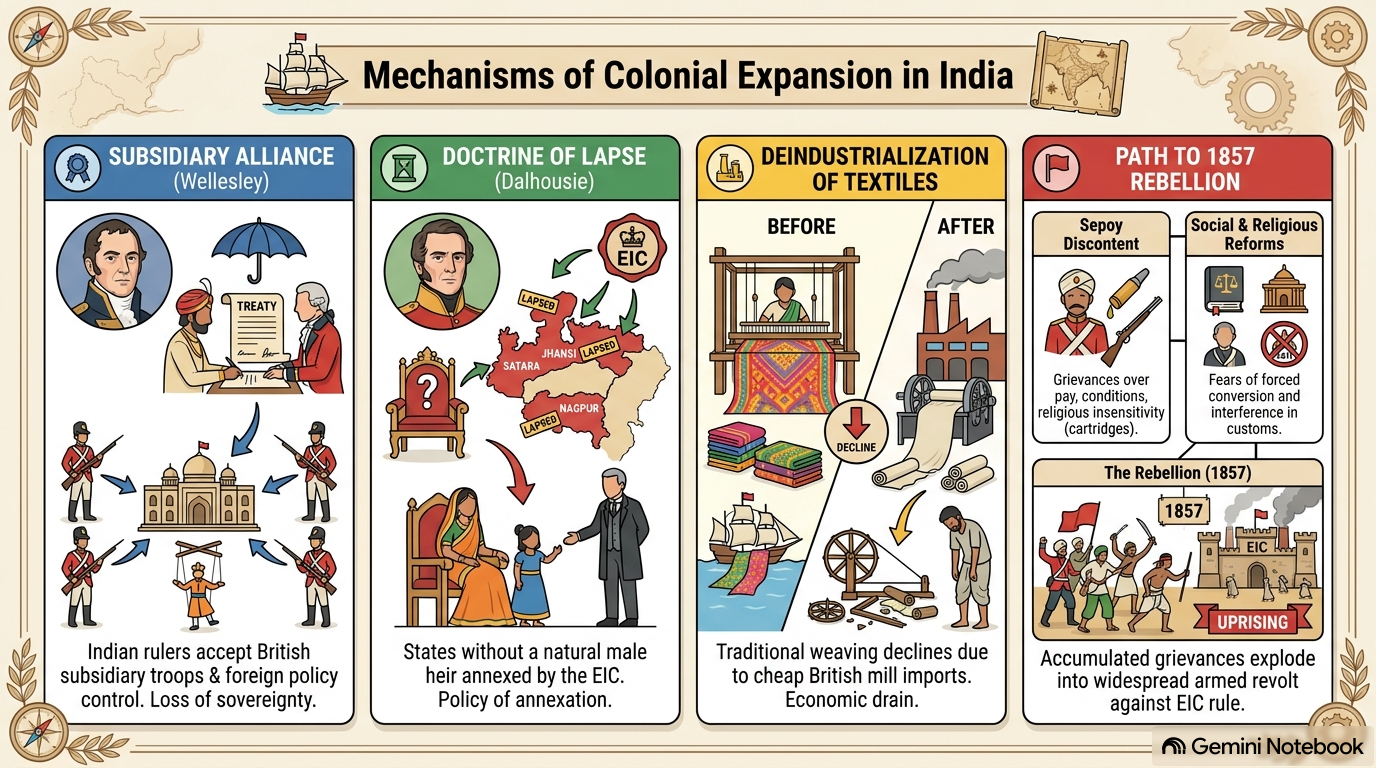 Mechanisms of Colonial Expansion in India
SUBSIDIARY ALLIANCE
(Wellesley)
TREATY
Indian rulers accept British
subsidiary troops & foreign policy
control. Loss of sovereignty.
DOCTRINE OF LAPSE
(Dalhousie)
EIC
LAPSED
JHANSI
LAPSED
SATARA
NAGPUR
LAPSED
?
States without a natural male
heir annexed by the EIC.
Policy of annexation.
DEINDUSTRIALIZATION
OF TEXTILES
BEFORE
AFTER
DECLINE
Traditional weaving declines due
to cheap British mill imports.
Economic drain.
PATH TO 1857
REBELLION
Sepoy
Discontent
Grievances over
pay, conditions,
religious insensitivity
(cartridges).
Social & Religious
Reforms
Fears of forced
conversion and
interference in
customs.
The Rebellion (1857)
1857
EIC
UPRISING
Accumulated grievances explode
into widespread armed revolt
against EIC rule.
Gemini Notebook